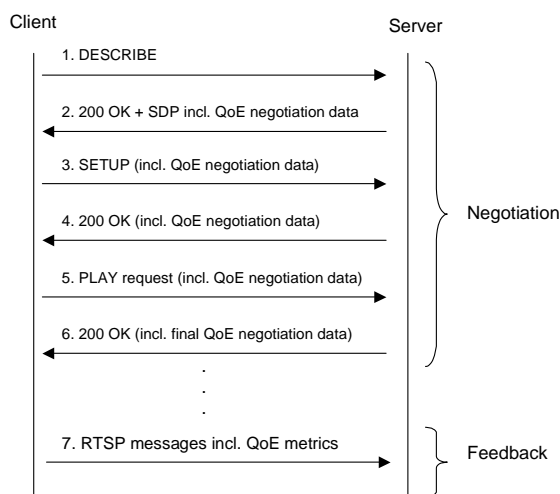 Client
Server
1. DESCRIBE
2. 200 OK + SDP incl. QoE negotiation data
3. SETUP (incl. QoE negotiation data)
4. 200 OK (incl. QoE negotiation data)
Negotiation
5. PLAY request (incl. QoE negotiation data)
6. 200 OK (incl. final QoE negotiation data)
.
.
.
7. RTSP messages incl. QoE metrics
Feedback